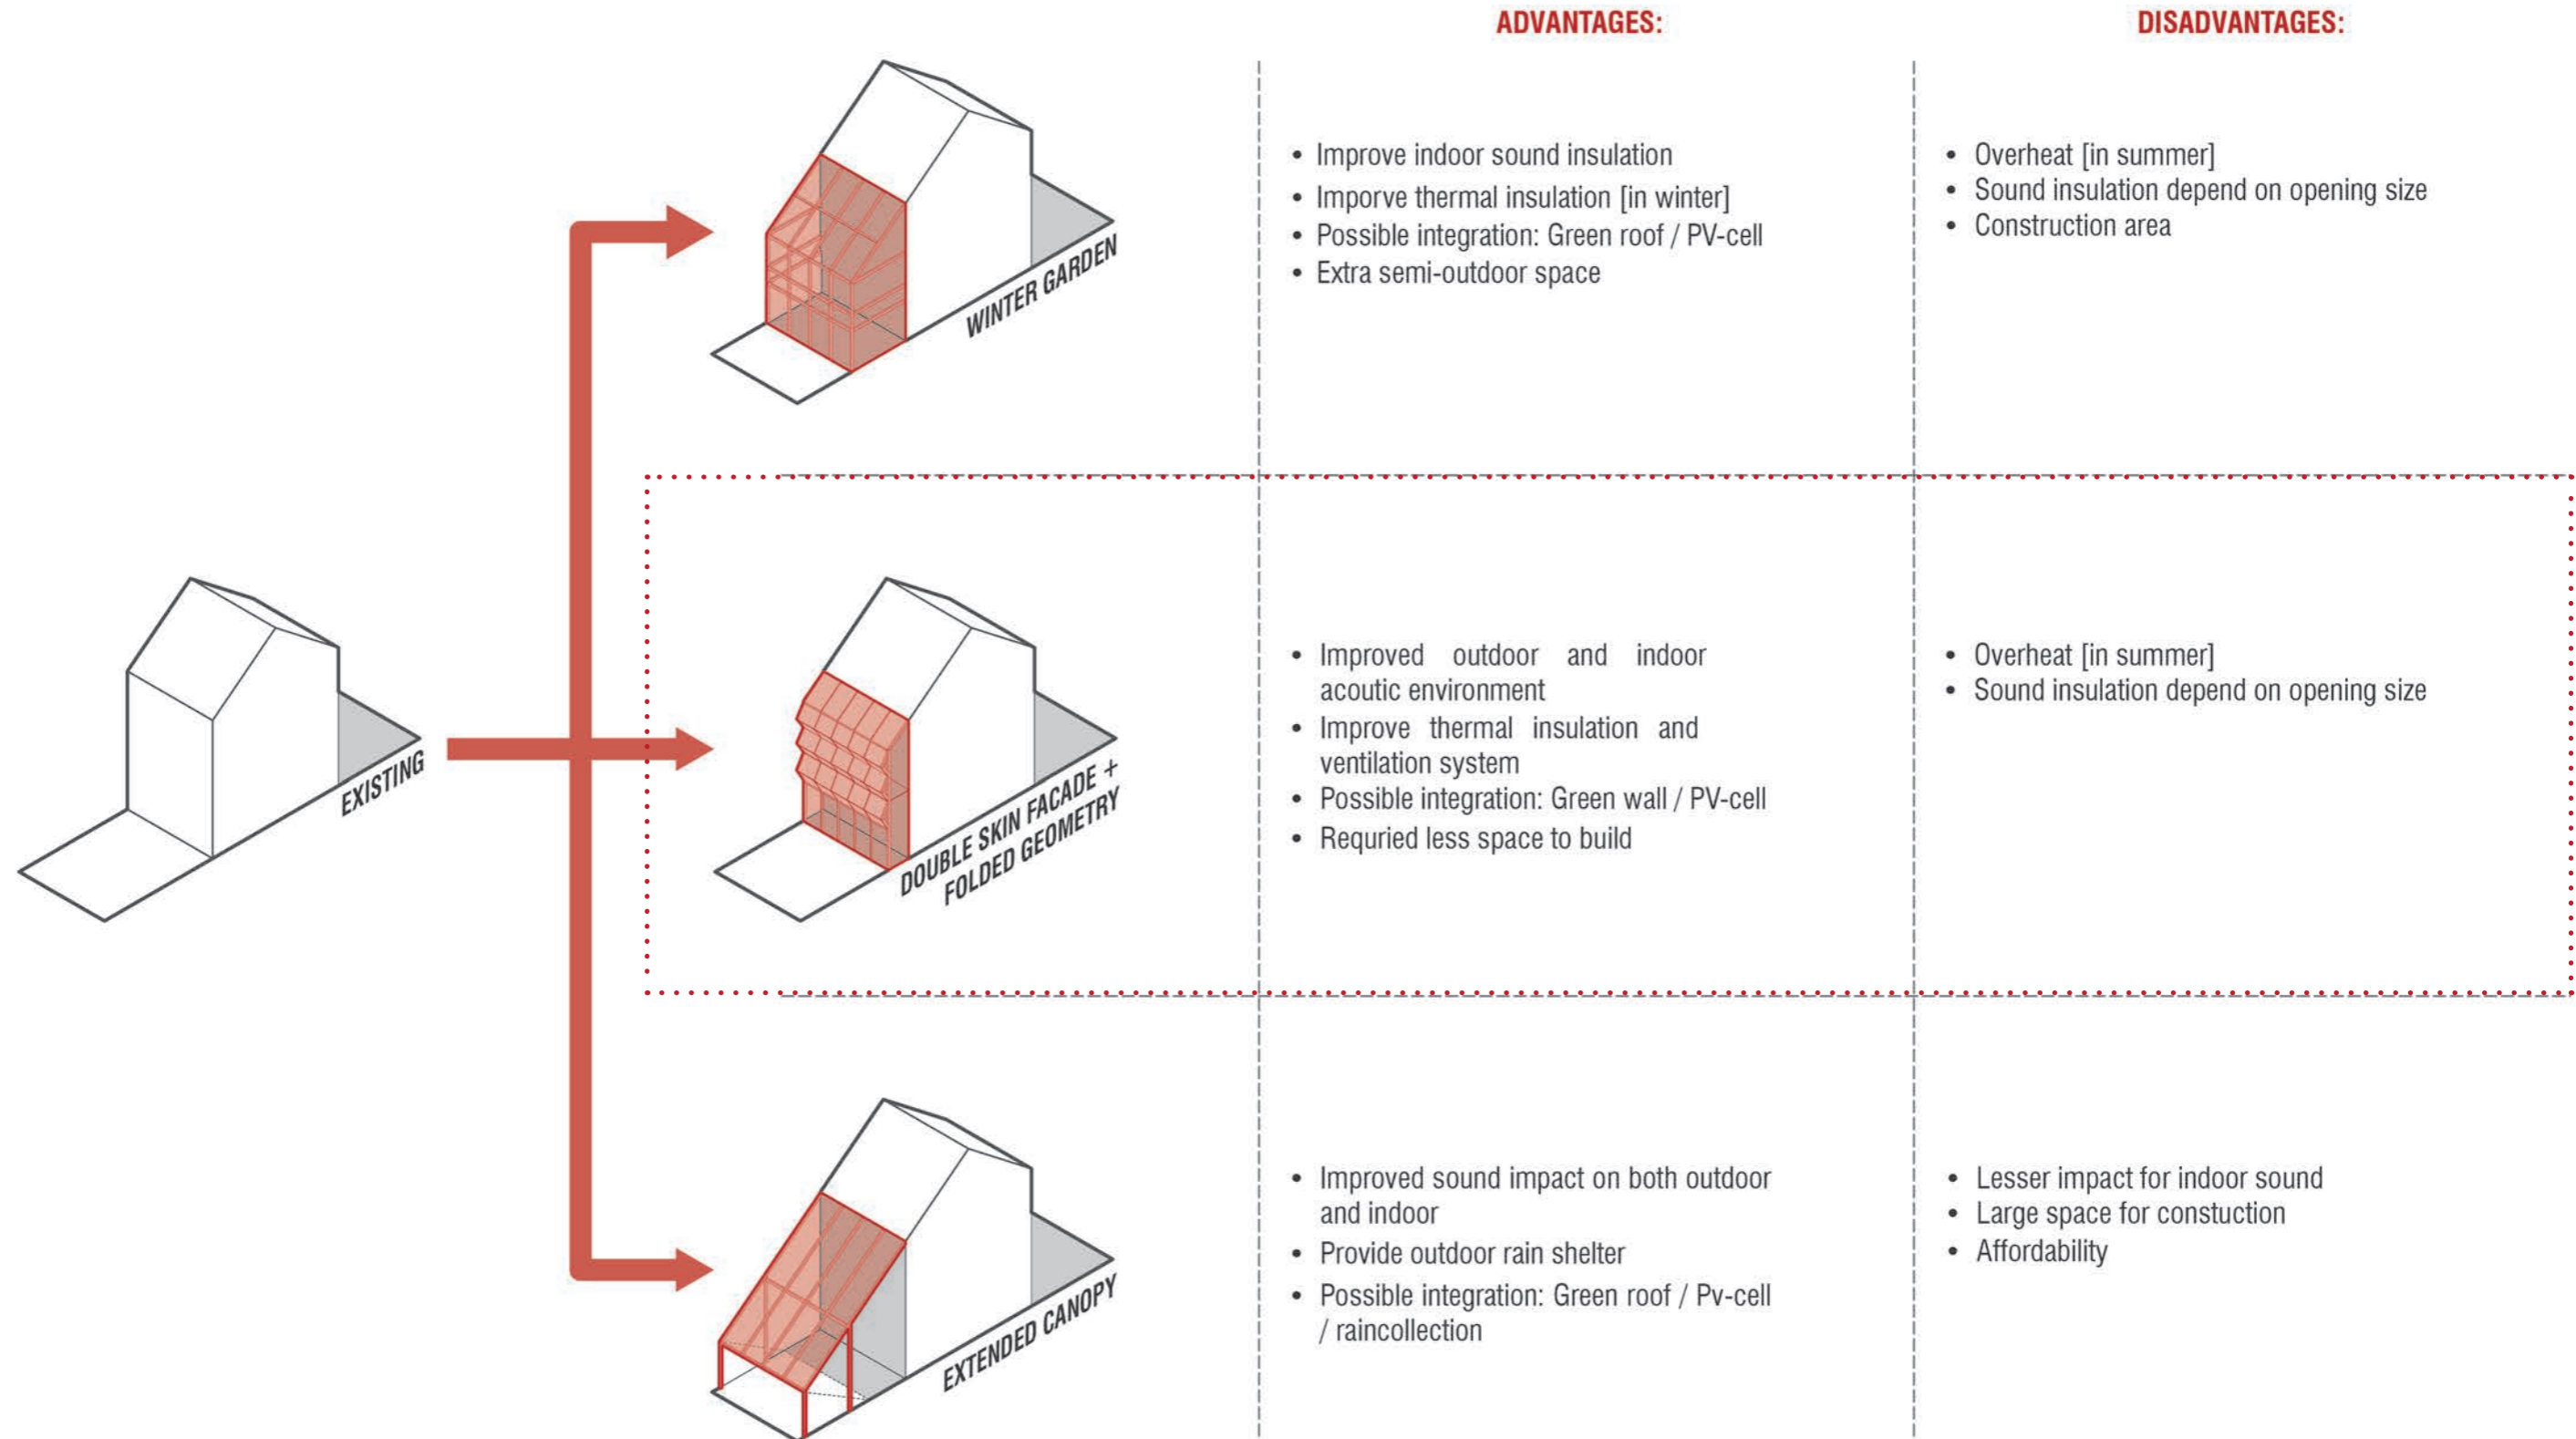 ADVANTAGES:
DISADVANTAGES:
• Improve indoor sound insulation
• Imporve thermal insulation [in winter]
• Possible integration: Green roof / PV-cell
• Extra semi-outdoor space
• Overheat [in summer]
• Sound insulation depend on opening size
• Construction area
WINTER GARDEN
EXISTING
DOUBLE SKIN FACADE +
FOLDED GEOMETRY
• Improved outdoor and indoor
acoutic environment
• Improve thermal insulation and
ventilation system
• Possible integration: Green wall / PV-cell
• Requried less space to build
• Overheat [in summer]
• Sound insulation depend on opening size
EXTENDED CANOPY
• Improved sound impact on both outdoor
and indoor
• Provide outdoor rain shelter
• Possible integration: Green roof / Pv-cell
/ raincollection
• Lesser impact for indoor sound
• Large space for constuction
• Affordability